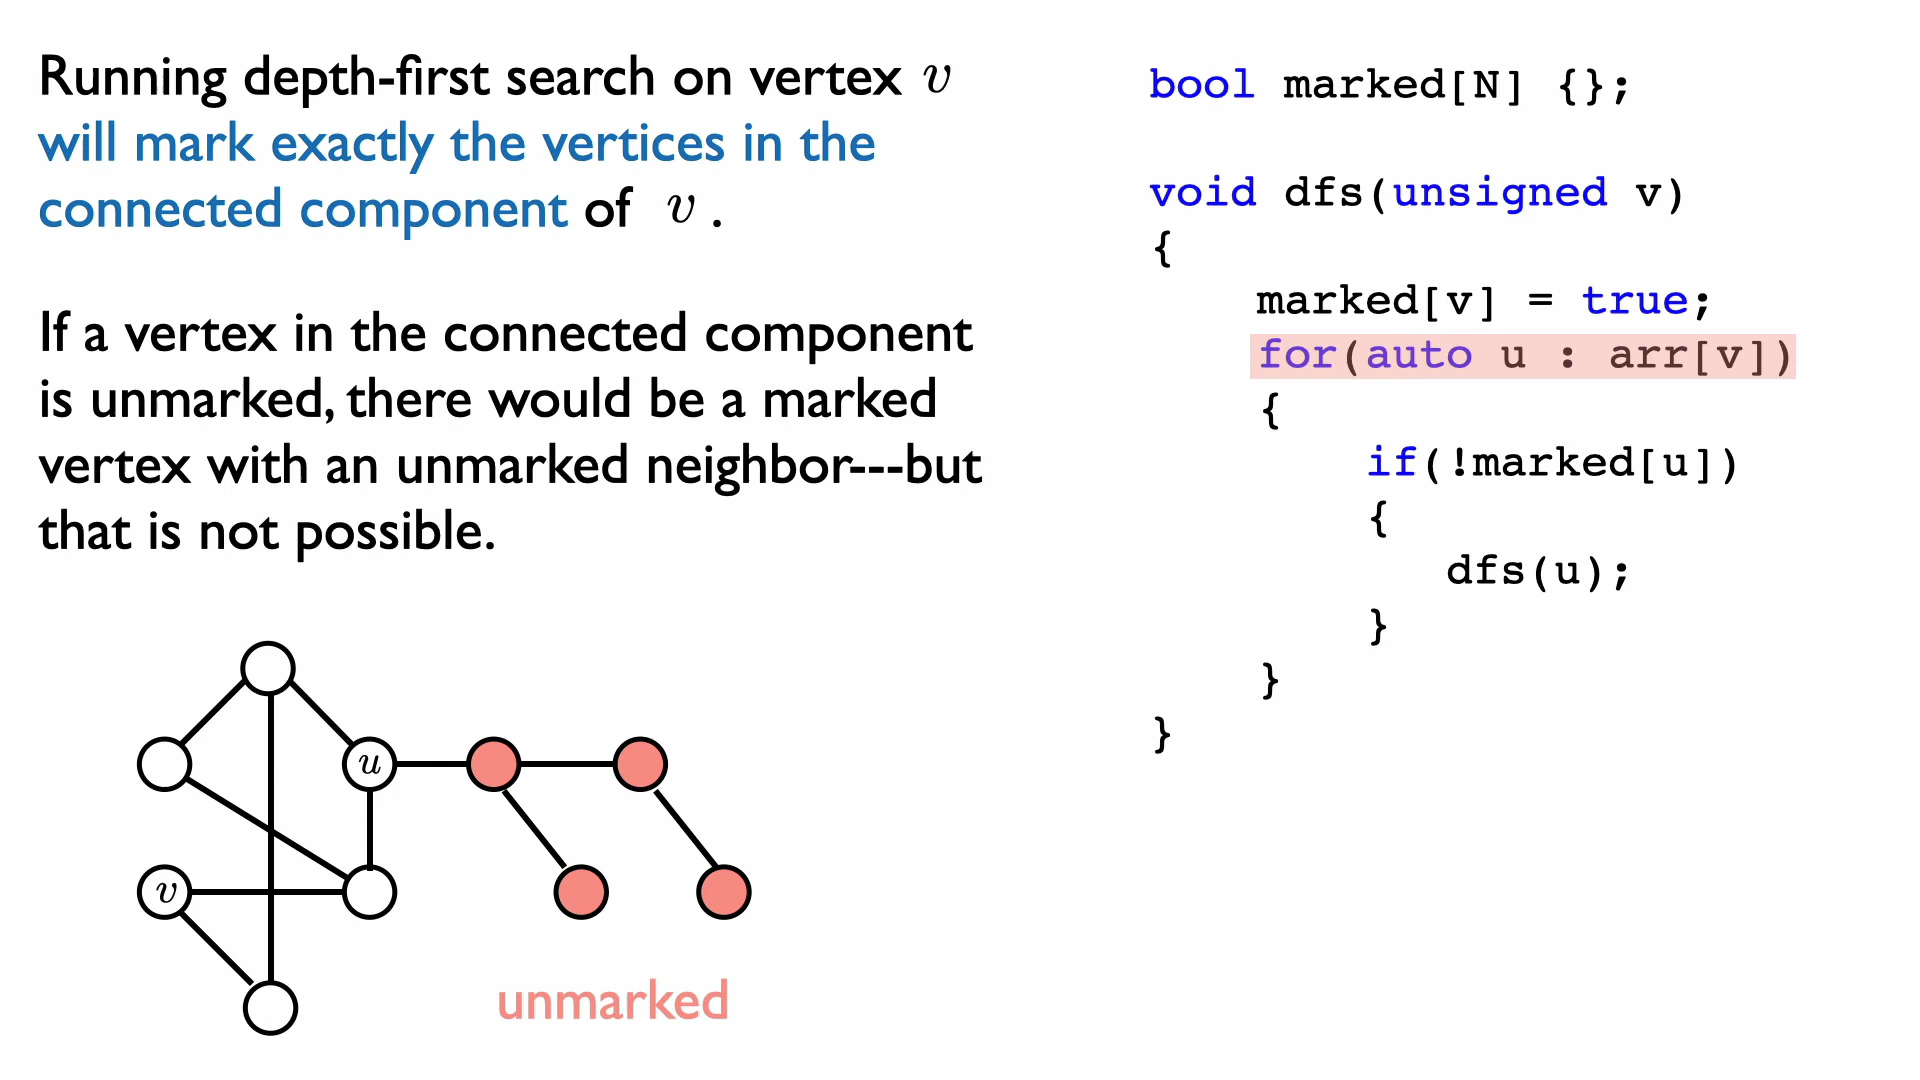 Running depth-first search on vertex v
will mark exactly the vertices in the
connected component of v .
If a vertex in the connected component
is unmarked, there would be a marked
vertex with an unmarked neighbor---but
that is not possible.
bool marked[N] {};
void dfs(unsigned v)
{
marked[v] = true;
for(auto u : arr[v])
{
if(!marked[u])
{
dfs(u);
}
}
}
u
v
unmarked